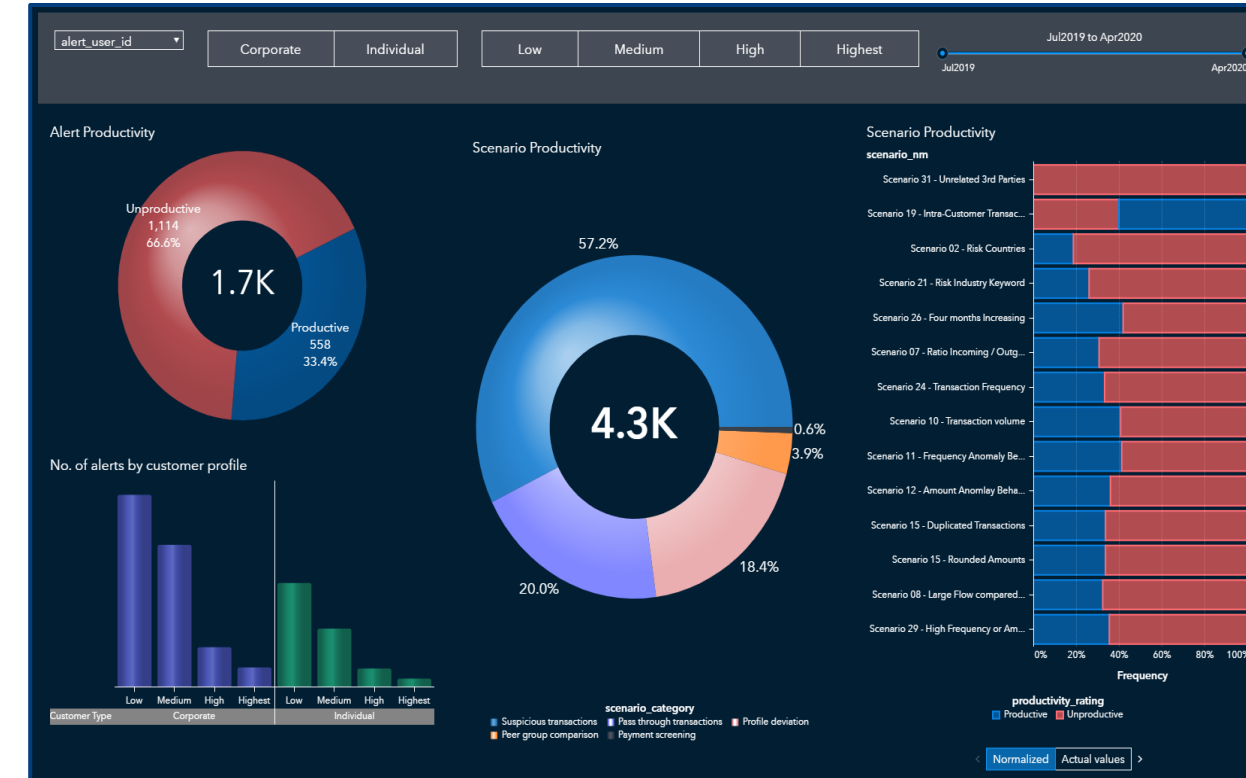 alert_user_id
Corporate
Individual
Low
Medium
High
Highest
Jul2019 to Apr2020
Jul2019
Apr2020
Alert Productivity
Unproductive
1,114
66.6%
1.7K
Productive
558
33.4%
No. of alerts by customer profile
Low Medium High Highest Low Medium High Highest
Customer Type Corporate Individual
Scenario Productivity
57.2%
4.3K
0.6%
3.9%
18.4%
20.0%
scenario_category
Suspicious transactions Pass through transactions Profile deviation
Peer group comparison Payment screening
Scenario Productivity
scenario_nm
Scenario 31 - Unrelated 3rd Parties
Scenario 19 - Intra-Customer Transac...
Scenario 02 - Risk Countries
Scenario 21 - Risk Industry Keyword
Scenario 26 - Four months Increasing
Scenario 07 - Ratio Incoming / Outg...
Scenario 24 - Transaction Frequency
Scenario 10 - Transaction volume
Scenario 11 - Frequency Anomaly Be...
Scenario 12 - Amount Anomlay Beha...
Scenario 15 - Duplicated Transactions
Scenario 15 - Rounded Amounts
Scenario 08 - Large Flow compared...
Scenario 29 - High Frequency or Am...
0% 20% 40% 60% 80% 100%
Frequency
productivity_rating
Productive Unproductive
Normalized Actual values